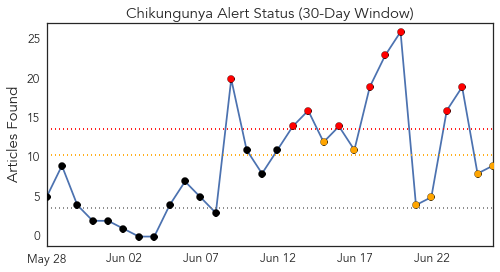 Chikungunya Alert Status (30-Day Window)
Articles Found
25
20
15
10
5
0
May 28
Jun 02
Jun 07
Jun 12
Jun 17
Jun 22